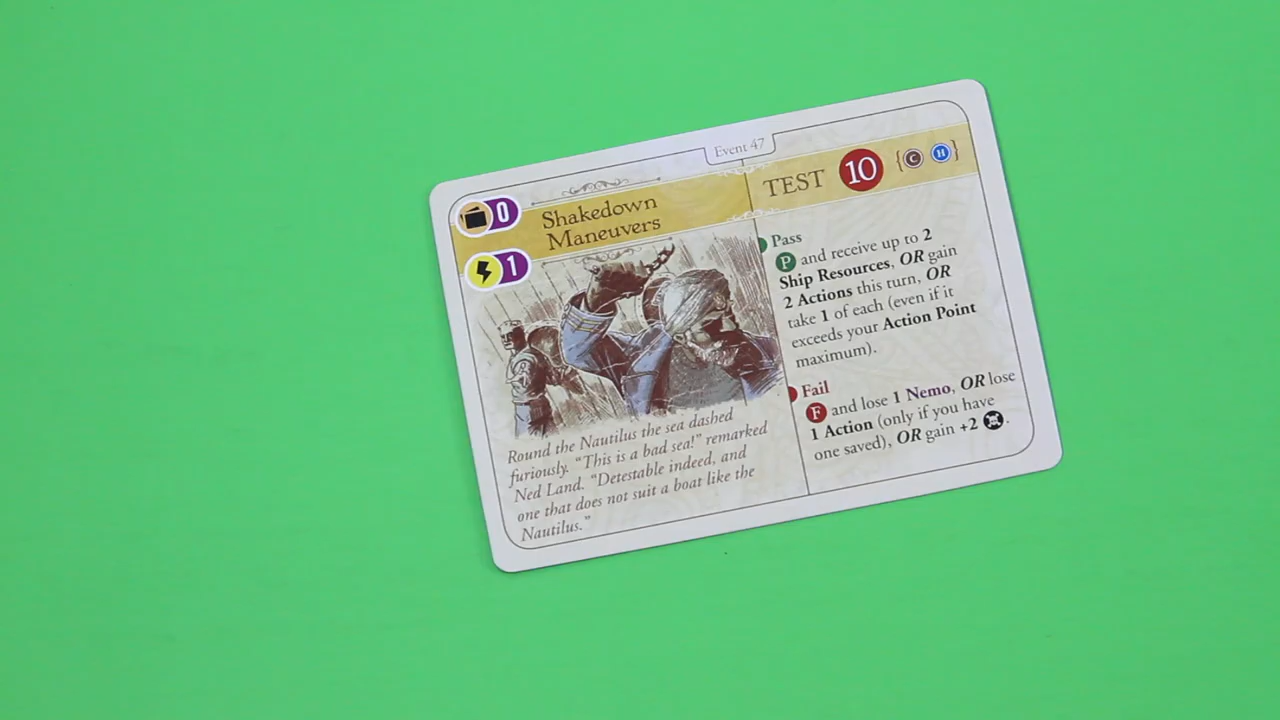 Event 47
0
1
Shakedown
Maneuvers
Round the Nautilus the sea dashed
furiously. “This is a bad sea!” remarked
Ned Land. “Detestable indeed, and
one that does not suit a boat like the
Nautilus.”
TEST 10 { C H }
Pass
P and receive up to 2
Ship Resources, OR gain
2 Actions this turn, OR
take 1 of each (even if it
exceeds your Action Point
maximum).
Fail
F and lose 1 Nemo, OR lose
1 Action (only if you have
one saved), OR gain +2 .